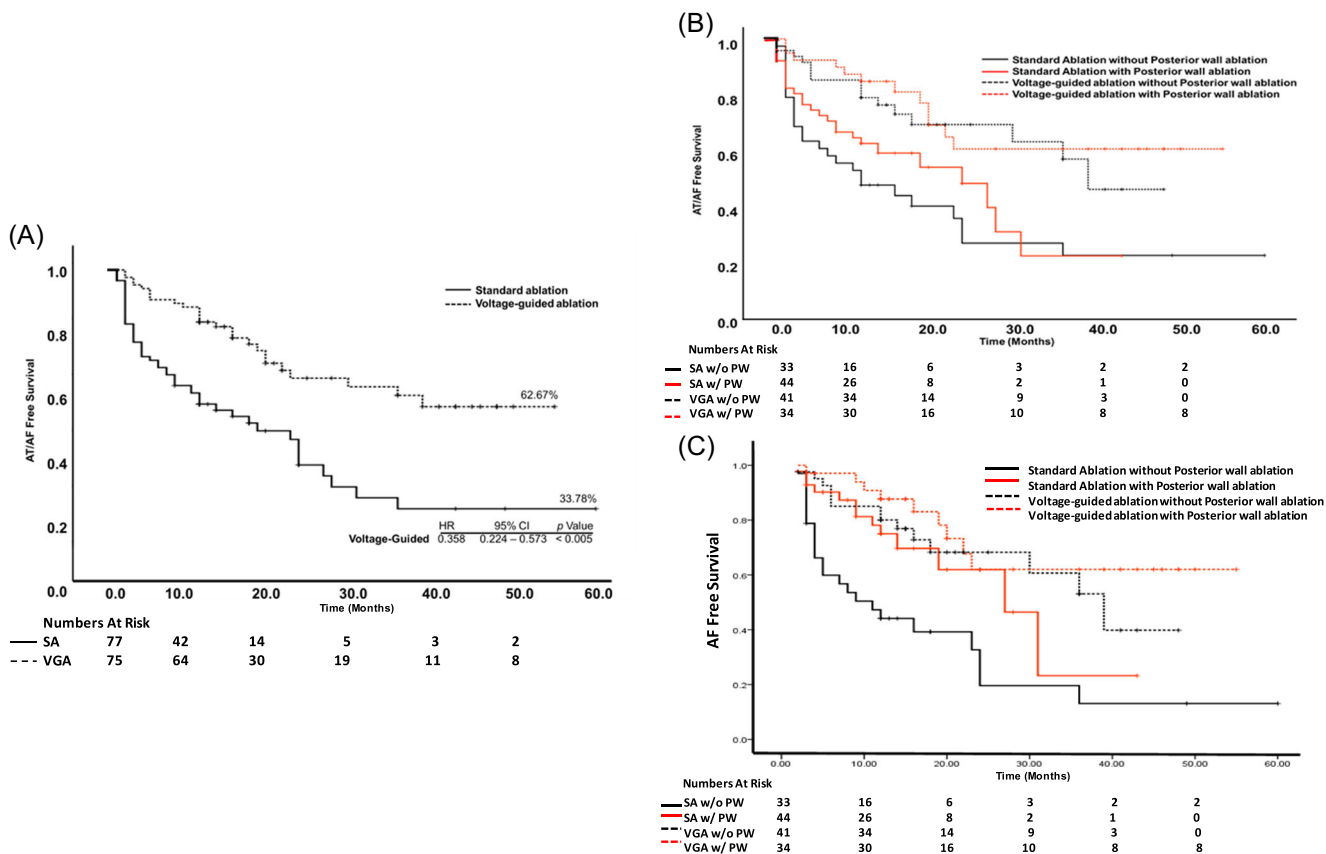 (A)
1.0
0.8
0.6
0.4
0.2
0.0
AT/AF Free Survival
Standard ablation
Voltage-guided ablation
62.67%
33.78%
HR 95% CI p Value
Voltage-Guided 0.358 0.224 – 0.573 < 0.005
0.0 10.0 20.0 30.0 40.0 50.0 60.0
Time (Months)
Numbers At Risk
SA 77 42 14 5 3 2
VGA 75 64 30 19 11 8
(B)
1.0
0.8
0.6
0.4
0.2
0.0
AT/AF Free Survival
Standard Ablation without Posterior wall ablation
Standard Ablation with Posterior wall ablation
Voltage-guided ablation without Posterior wall ablation
Voltage-guided ablation with Posterior wall ablation
0.0 10.0 20.0 30.0 40.0 50.0 60.0
Time (Months)
Numbers At Risk
SA w/o PW 33 16 6 3 2 2
SA w/ PW 44 26 8 2 1 0
VGA w/o PW 41 34 14 9 3 0
VGA w/ PW 34 30 16 10 8 8
(C)
1.0
0.8
0.6
0.4
0.2
0.0
AF Free Survival
Standard Ablation without Posterior wall ablation
Standard Ablation with Posterior wall ablation
Voltage-guided ablation without Posterior wall ablation
Voltage-guided ablation with Posterior wall ablation
0.00 10.00 20.00 30.00 40.00 50.00 60.00
Time (Months)
Numbers At Risk
SA w/o PW 33 16 6 3 2 2
SA w/ PW 44 26 8 2 1 0
VGA w/o PW 41 34 14 9 3 0
VGA w/ PW 34 30 16 10 8 8